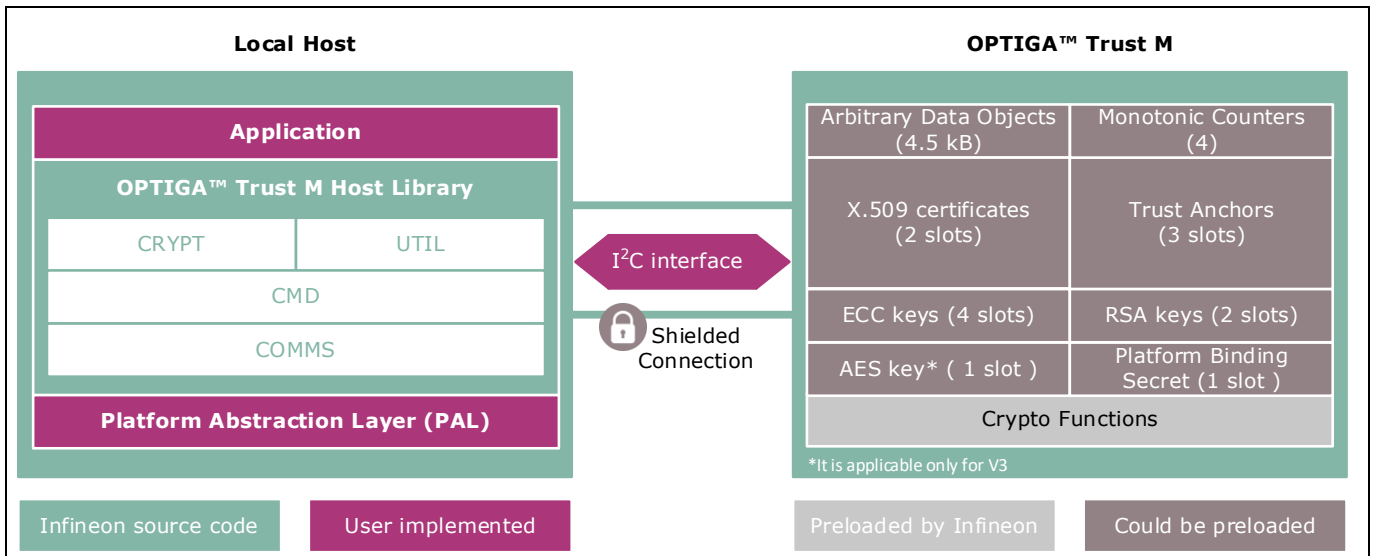 Local Host
OPTIGA™ Trust M
Application
OPTIGA™ Trust M Host Library
CRYPT
UTIL
CMD
COMMS
Platform Abstraction Layer (PAL)
I²C interface
Shielded
Connection
Arbitrary Data Objects
(4.5 kB)
Monotonic Counters
(4)
X.509 certificates
(2 slots)
Trust Anchors
(3 slots)
ECC keys (4 slots)
RSA keys (2 slots)
AES key* ( 1 slot )
Platform Binding
Secret (1 slot )
Crypto Functions
*It is applicable only for V3
Infineon source code
User implemented
Preloaded by Infineon
Could be preloaded